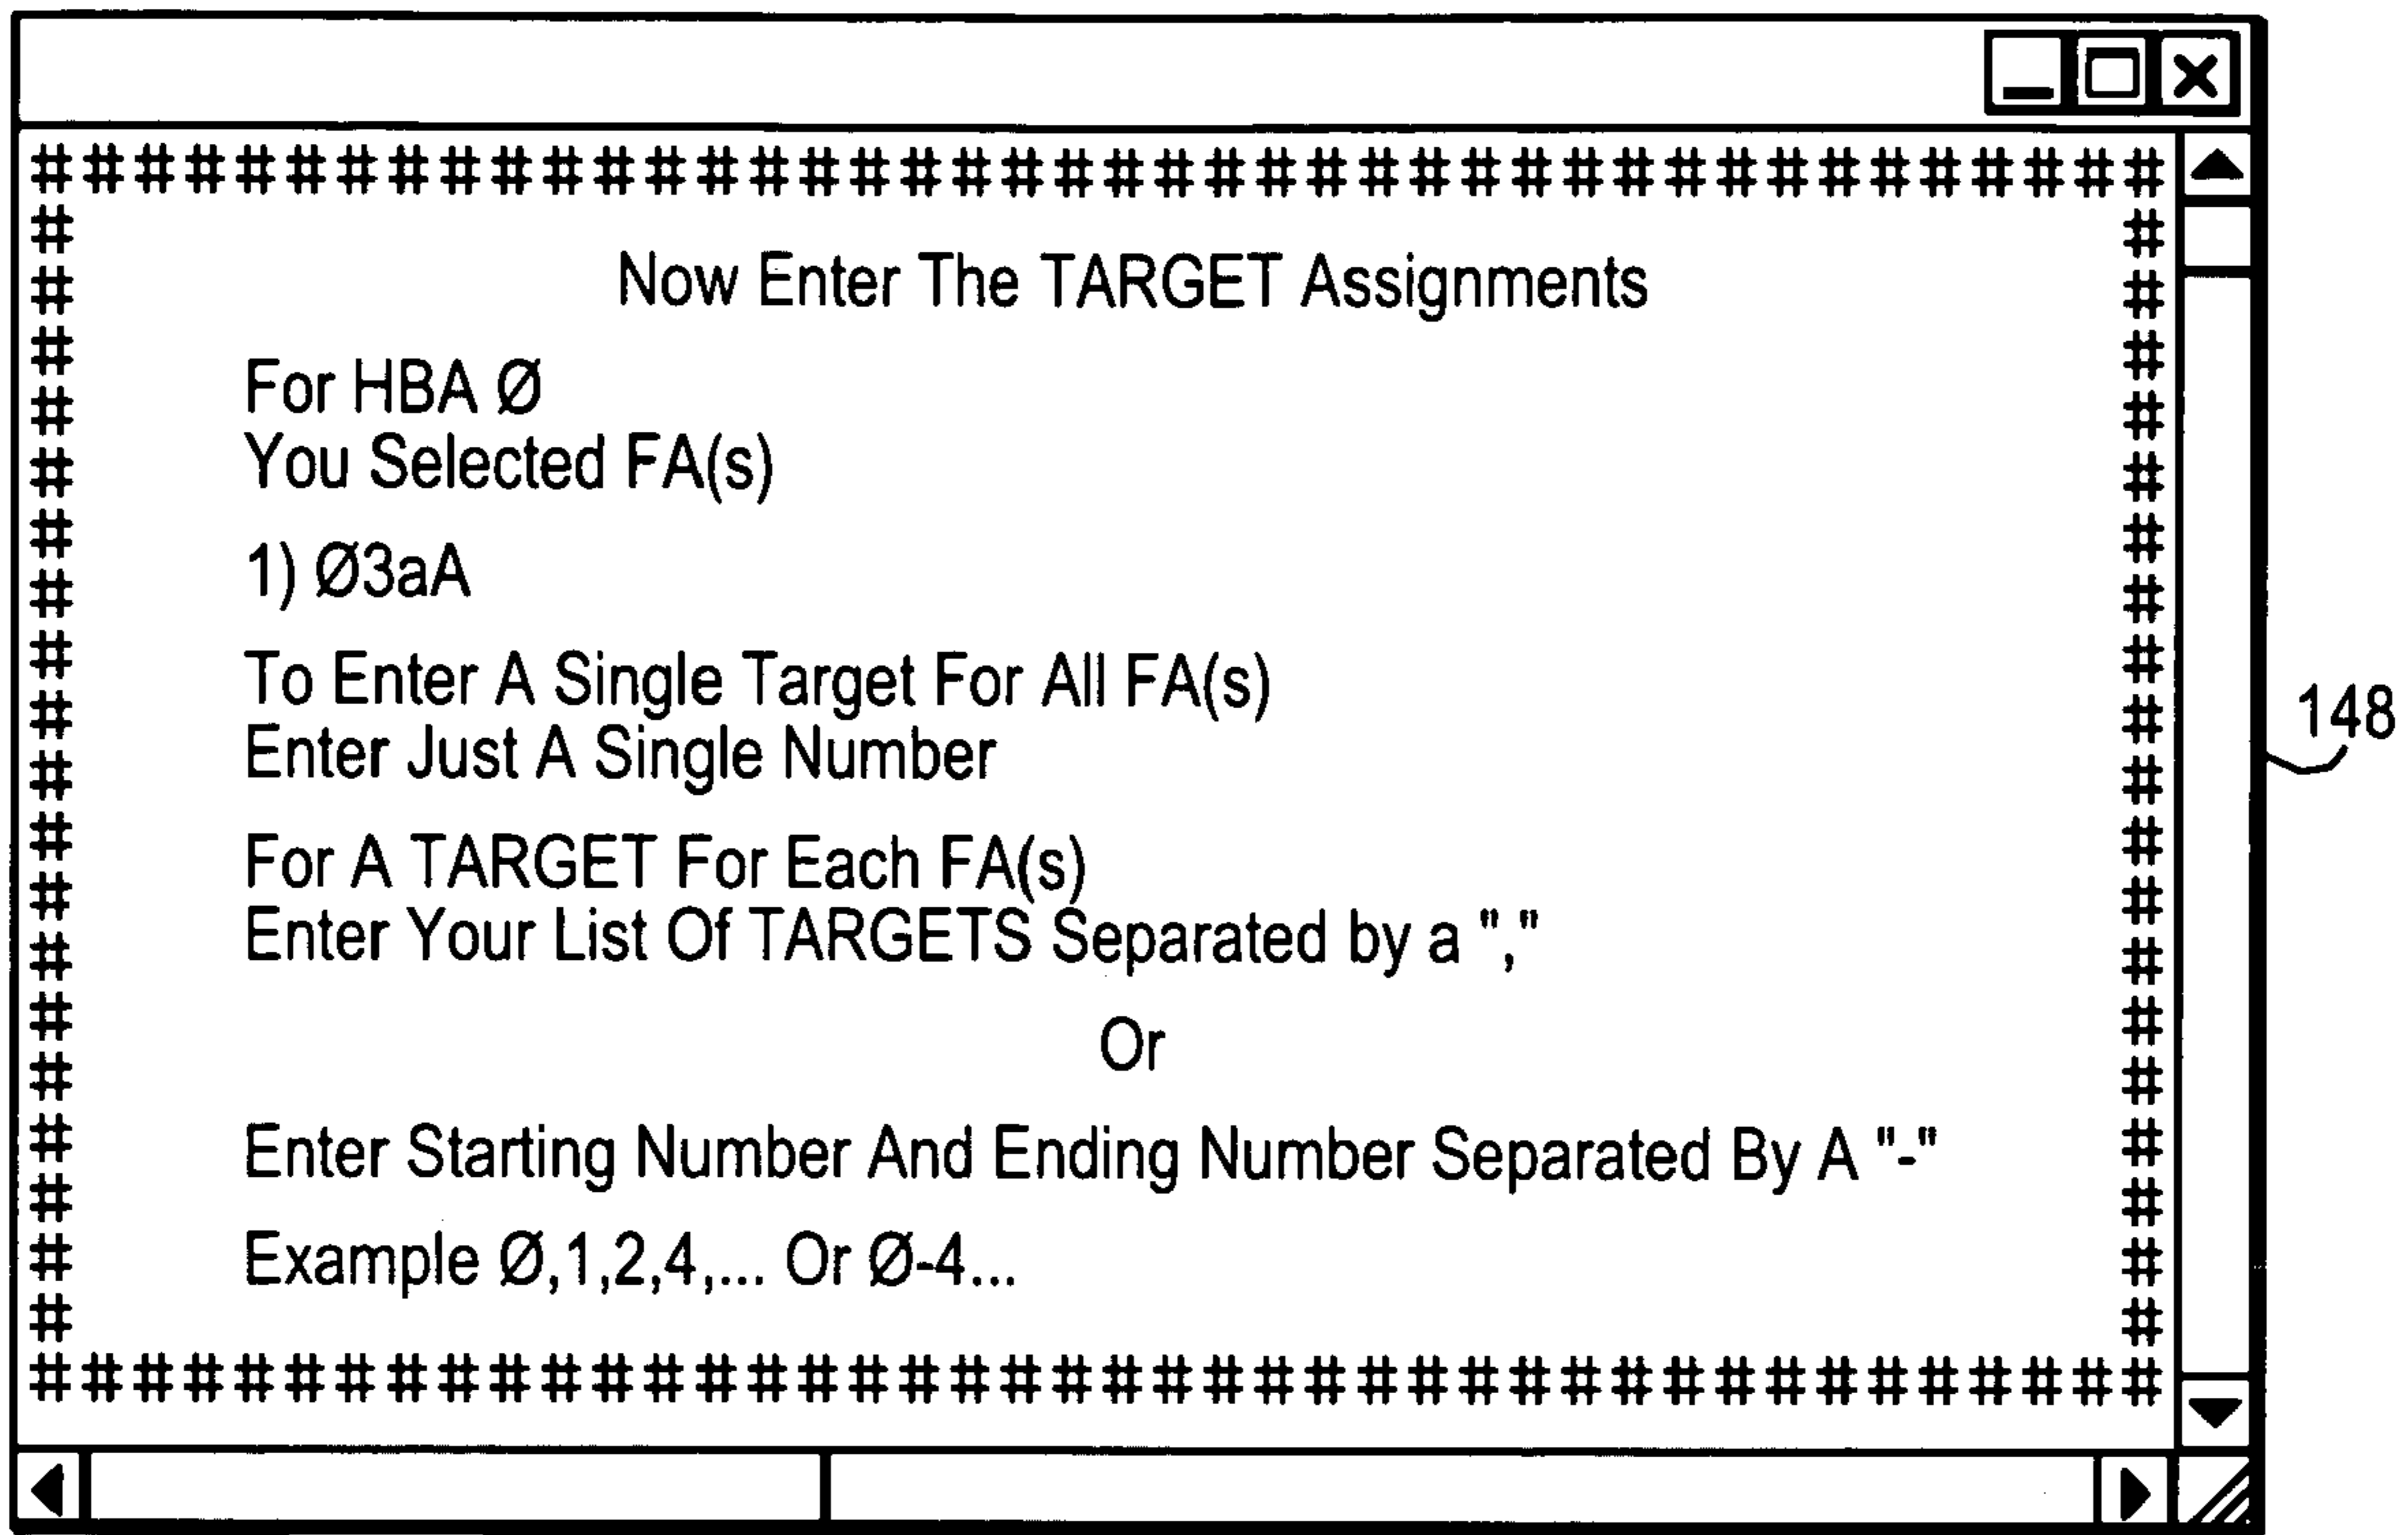 # # # # # # # # # # # # # # # # # # # # # # # # # # # # # # # # # # # # # # # # # #
Now Enter The TARGET Assignments
For HBA Ø
You Selected FA(s)
1) Ø3aA
To Enter A Single Target For All FA(s)
Enter Just A Single Number
148
For A TARGET For Each FA(s)
Enter Your List Of TARGETS Separated by a ","
Or
Enter Starting Number And Ending Number Separated By A "-"
Example Ø,1,2,4,... Or Ø-4...
# # # # # # # # # # # # # # # # # # # # # # # # # # # # # # # # # # # # # # # # # #